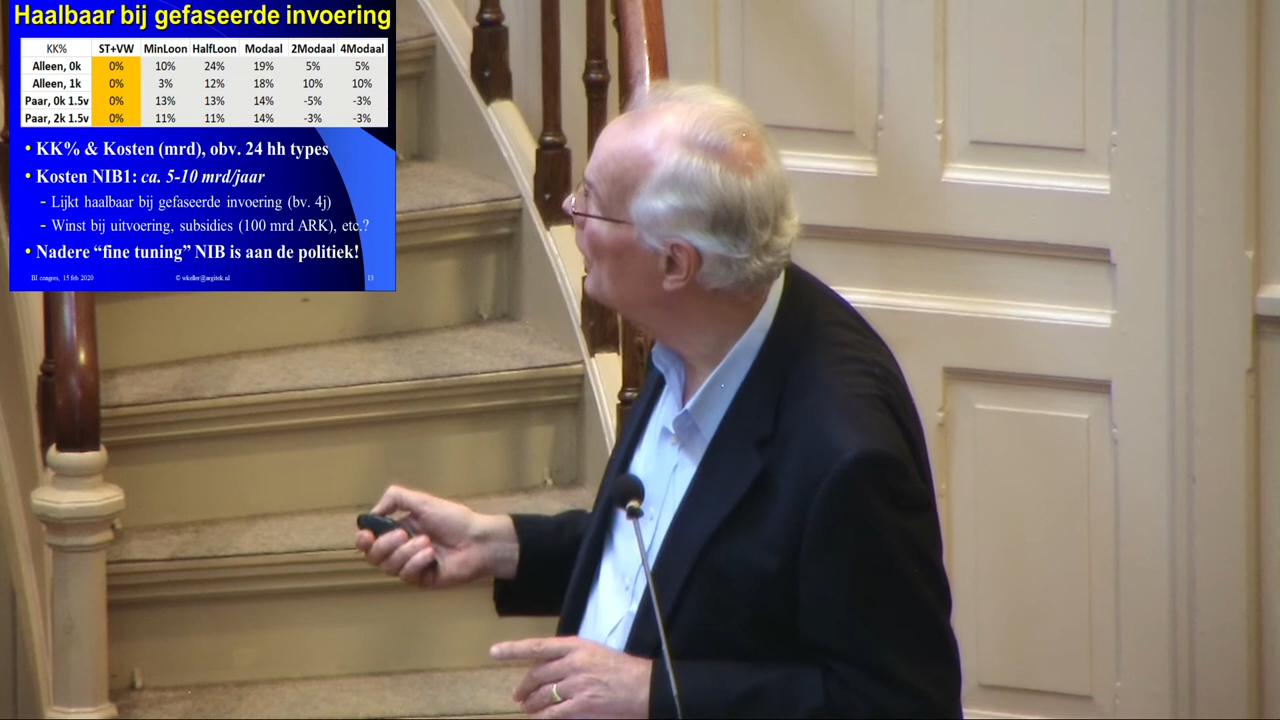 Haalbaar bij gefaseerde invoering
KK% ST+VW MinLoon HalfLoon Modaal 2Modaal 4Modaal
Alleen, 0k 0% 10% 24% 19% 5% 5%
Alleen, 1k 0% 3% 12% 18% 10% 10%
Paar, 0k 1.5v 0% 13% 13% 14% -5% -3%
Paar, 2k 1.5v 0% 11% 11% 14% -3% -3%
• KK% & Kosten (mrd), obv. 24 hh types
• Kosten NIB1: ca. 5-10 mrd/jaar
- Lijkt haalbaar bij gefaseerde invoering (bv. 4j)
- Winst bij uitvoering, subsidies (100 mrd ARK), etc.?
• Nadere “fine tuning” NIB is aan de politiek!
BI congres, 15 feb 2020 © wkeller@argitek.nl 13